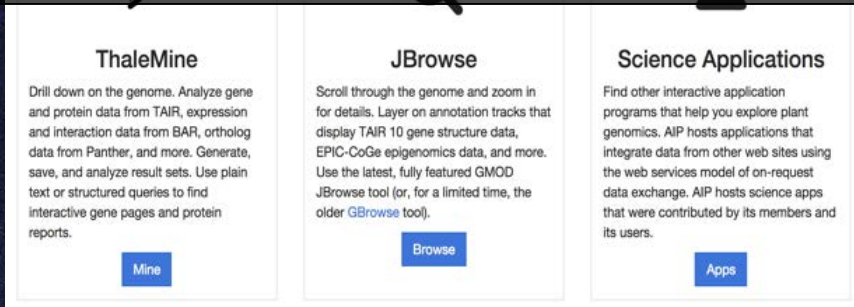 ThaleMine
Drill down on the genome. Analyze gene
and protein data from TAIR, expression
and interaction data from BAR, ortholog
data from Panther, and more. Generate,
save, and analyze result sets. Use plain
text or structured queries to find
interactive gene pages and protein
reports.
Mine
JBrowse
Scroll through the genome and zoom in
for details. Layer on annotation tracks that
display TAIR 10 gene structure data,
EPIC-CoGe epigenomics data, and more.
Use the latest, fully featured GMOD
JBrowse tool (or, for a limited time, the
older GBrowse tool).
Browse
Science Applications
Find other interactive application
programs that help you explore plant
genomics. AIP hosts applications that
integrate data from other web sites using
the web services model of on-request
data exchange. AIP hosts science apps
that were contributed by its members and
its users.
Apps